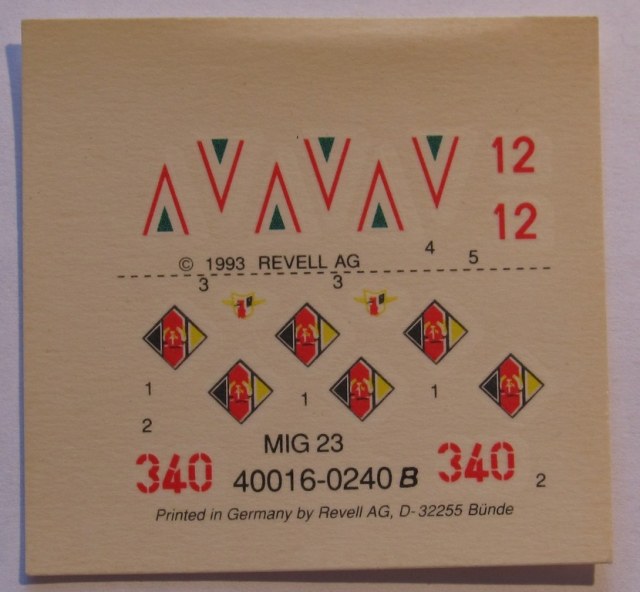 12
12
4 5
© 1993 REVELL AG
3 3
1 1 1
2
MIG 23
340 40016-0240 B 340 2
Printed in Germany by Revell AG, D-32255 Bünde